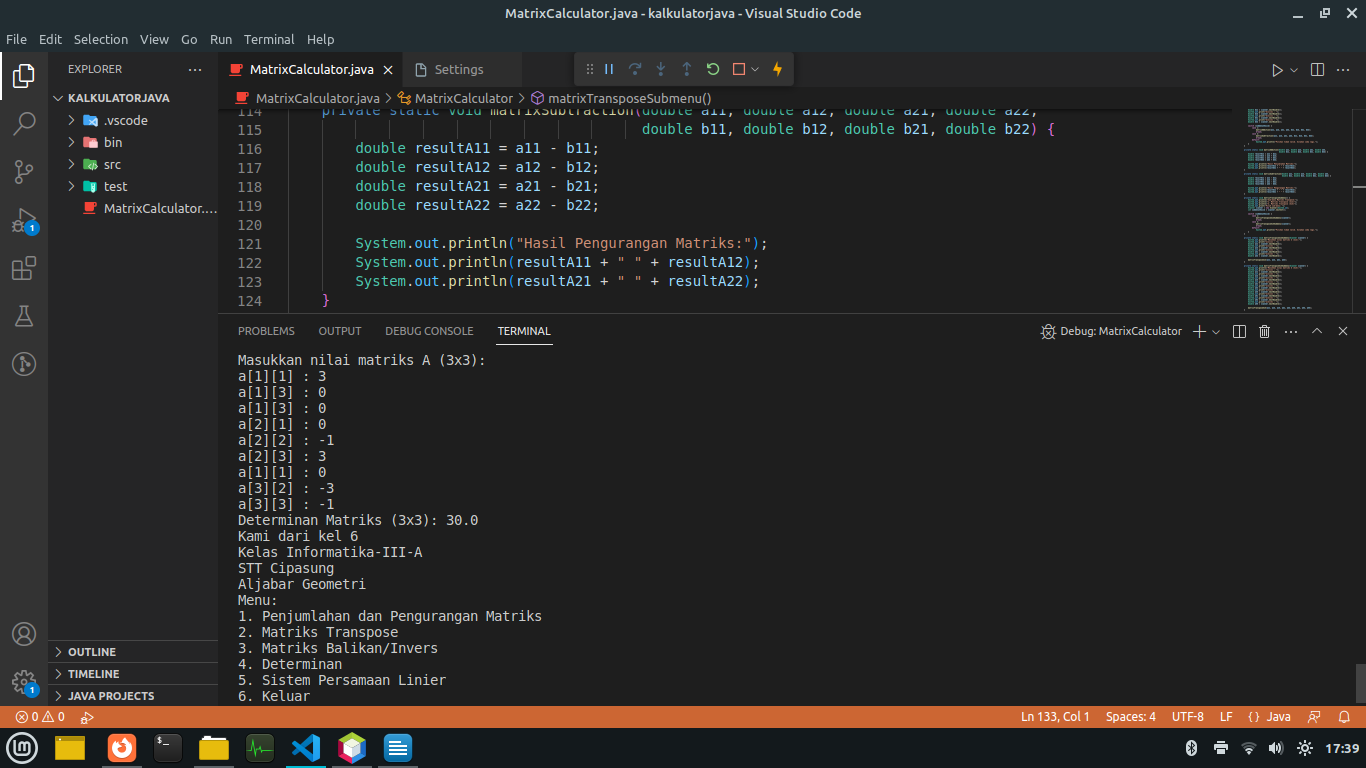 MatrixCalculator.java - kalkulatorjava - Visual Studio Code
File Edit Selection View Go Run Terminal Help
EXPLORER
MatrixCalculator.java
Settings
KALKULATORJAVA
.vscode
bin
src
test
MatrixCalculator....
MatrixCalculator.java > MatrixCalculator > matrixTransposeSubmenu()
114 private static void matrixSubtraction(double a11, double a12, double a21, double a22,
115 double b11, double b12, double b21, double b22) {
116 double resultA11 = a11 - b11;
117 double resultA12 = a12 - b12;
118 double resultA21 = a21 - b21;
119 double resultA22 = a22 - b22;
120
121 System.out.println("Hasil Pengurangan Matriks:");
122 System.out.println(resultA11 + " " + resultA12);
123 System.out.println(resultA21 + " " + resultA22);
124 }
PROBLEMS OUTPUT DEBUG CONSOLE TERMINAL
Debug: MatrixCalculator
Masukkan nilai matriks A (3x3):
a[1][1] : 3
a[1][3] : 0
a[1][3] : 0
a[2][1] : 0
a[2][2] : -1
a[2][3] : 3
a[1][1] : 0
a[3][2] : -3
a[3][3] : -1
Determinan Matriks (3x3): 30.0
Kami dari kel 6
Kelas Informatika-III-A
STT Cipasung
Aljabar Geometri
Menu:
1. Penjumlahan dan Pengurangan Matriks
2. Matriks Transpose
3. Matriks Balikan/Invers
4. Determinan
5. Sistem Persamaan Linier
6. Keluar
1
1
OUTLINE
TIMELINE
JAVA PROJECTS
0 0
Ln 133, Col 1 Spaces: 4 UTF-8 LF {} Java
17:39